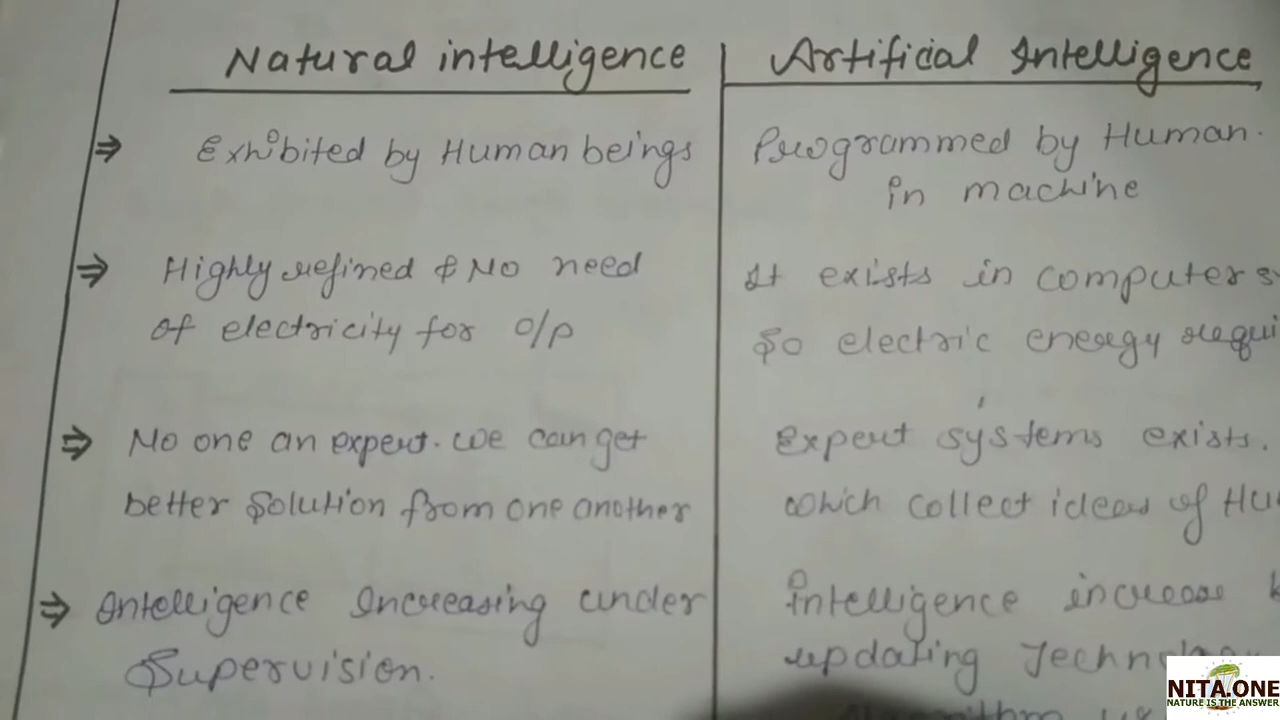 Natural intelligence
Artificial Intelligence
⇒ Exhibited by Human beings
Programmed by Human
in machine
⇒ Highly refined & No need
of electricity for O/P
It exists in computer
So electric energy
⇒ No one an expert. We can get
better Solution from one another
Expert systems exists.
which collect ideas of
⇒ Intelligence Increasing under
Supervision.
intelligence increase
updating
NITA.ONE
NATURE IS THE ANSWER